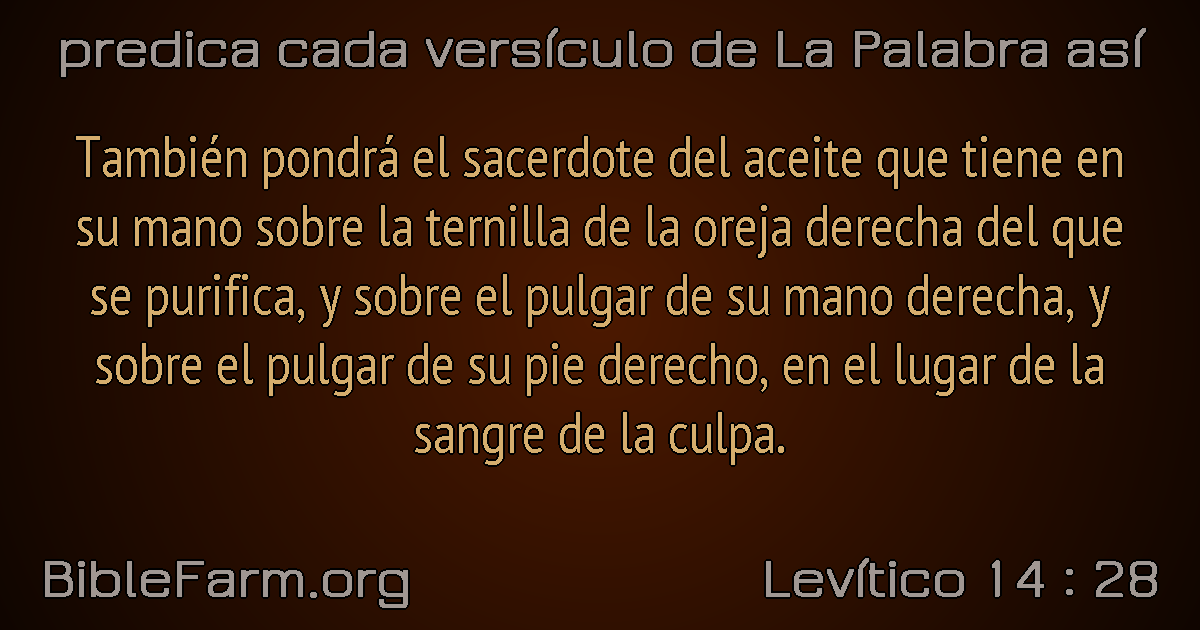 predica cada versículo de La Palabra así
También pondrá el sacerdote del aceite que tiene en
su mano sobre la ternilla de la oreja derecha del que
se purifica, y sobre el pulgar de su mano derecha, y
sobre el pulgar de su pie derecho, en el lugar de la
sangre de la culpa.
BibleFarm.org
Levítico 14 : 28